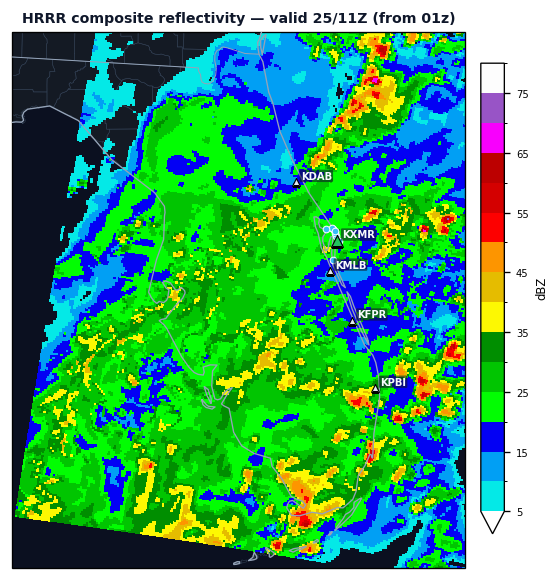 HRRR composite reflectivity — valid 25/11Z (from 01z)
KDAB
KXMR
KMLB
KFPR
KPBI
75
65
55
45
35
25
15
5
dBZ